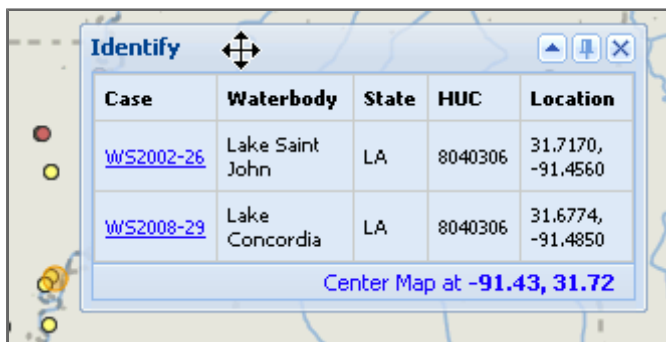 Identify
Case Waterbody State HUC Location
WS2002-26 Lake Saint John LA 8040306 31.7170, -91.4560
WS2008-29 Lake Concordia LA 8040306 31.6774, -91.4850
Center Map at -91.43, 31.72